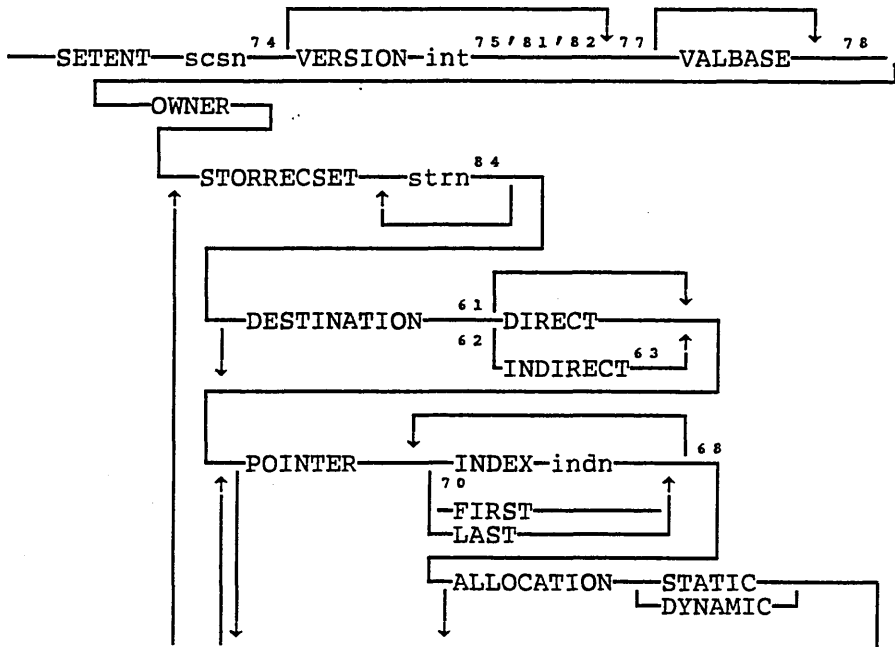 74 75'81'82 77 78
SETENT scsn VERSION int VALBASE
OWNER
84
STORRECSET strn
61
DESTINATION DIRECT
62 63
INDIRECT
68
POINTER INDEX indn
70
FIRST
LAST
ALLOCATION STATIC
DYNAMIC